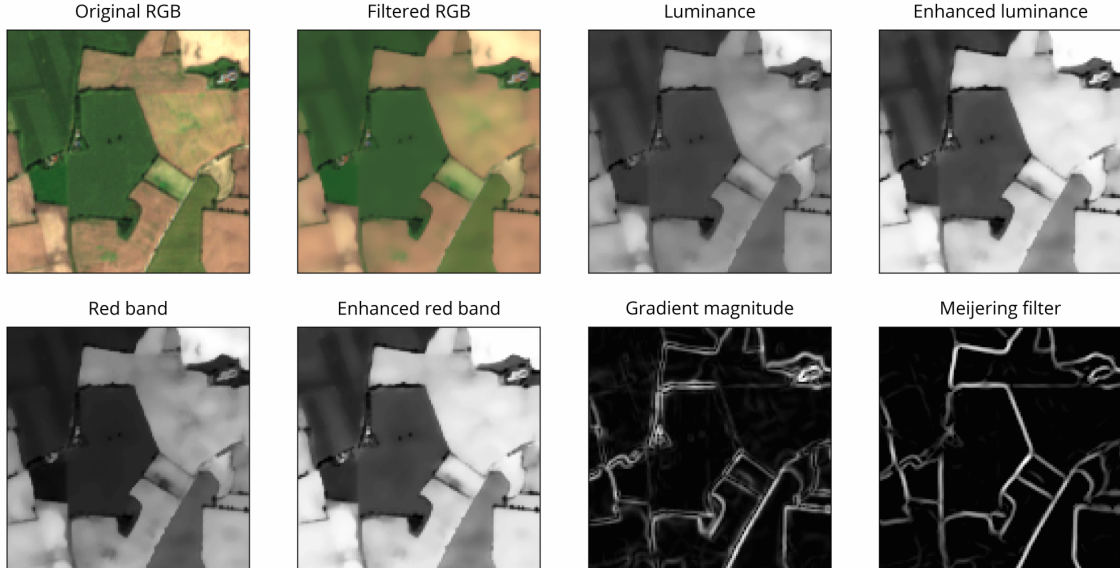 Original RGB
Filtered RGB
Luminance
Enhanced luminance
Red band
Enhanced red band
Gradient magnitude
Meijering filter